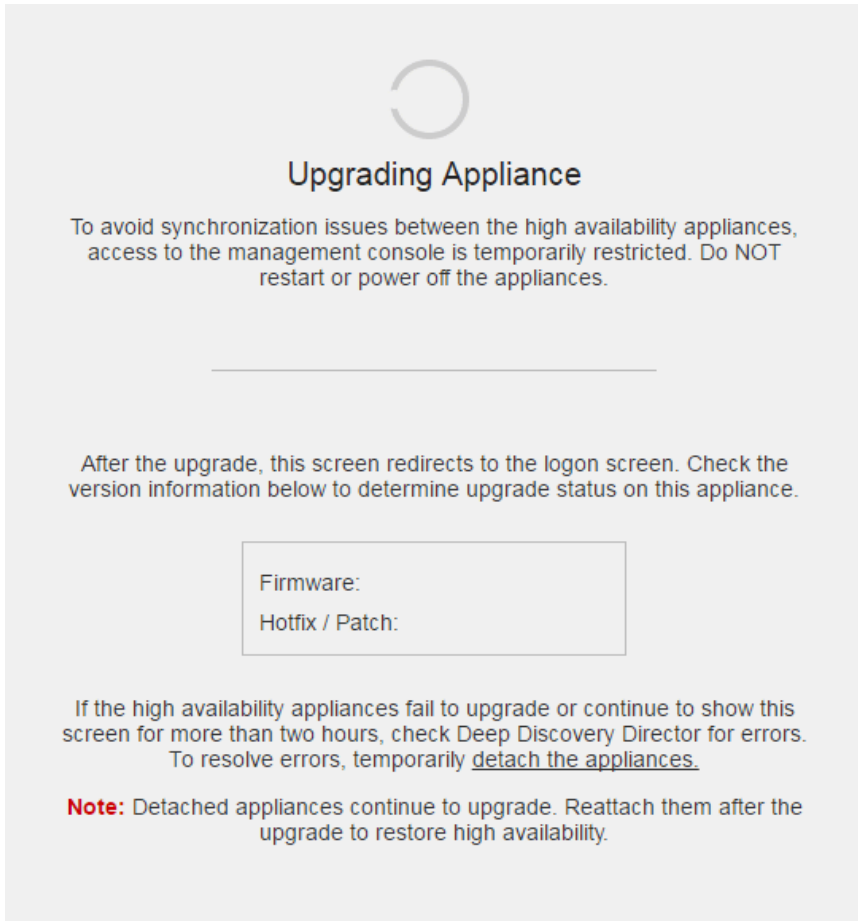 Upgrading Appliance
To avoid synchronization issues between the high availability appliances,
access to the management console is temporarily restricted. Do NOT
restart or power off the appliances.
After the upgrade, this screen redirects to the logon screen. Check the
version information below to determine upgrade status on this appliance.
Firmware:
Hotfix / Patch:
If the high availability appliances fail to upgrade or continue to show this
screen for more than two hours, check Deep Discovery Director for errors.
To resolve errors, temporarily detach the appliances.
Note: Detached appliances continue to upgrade. Reattach them after the
upgrade to restore high availability.